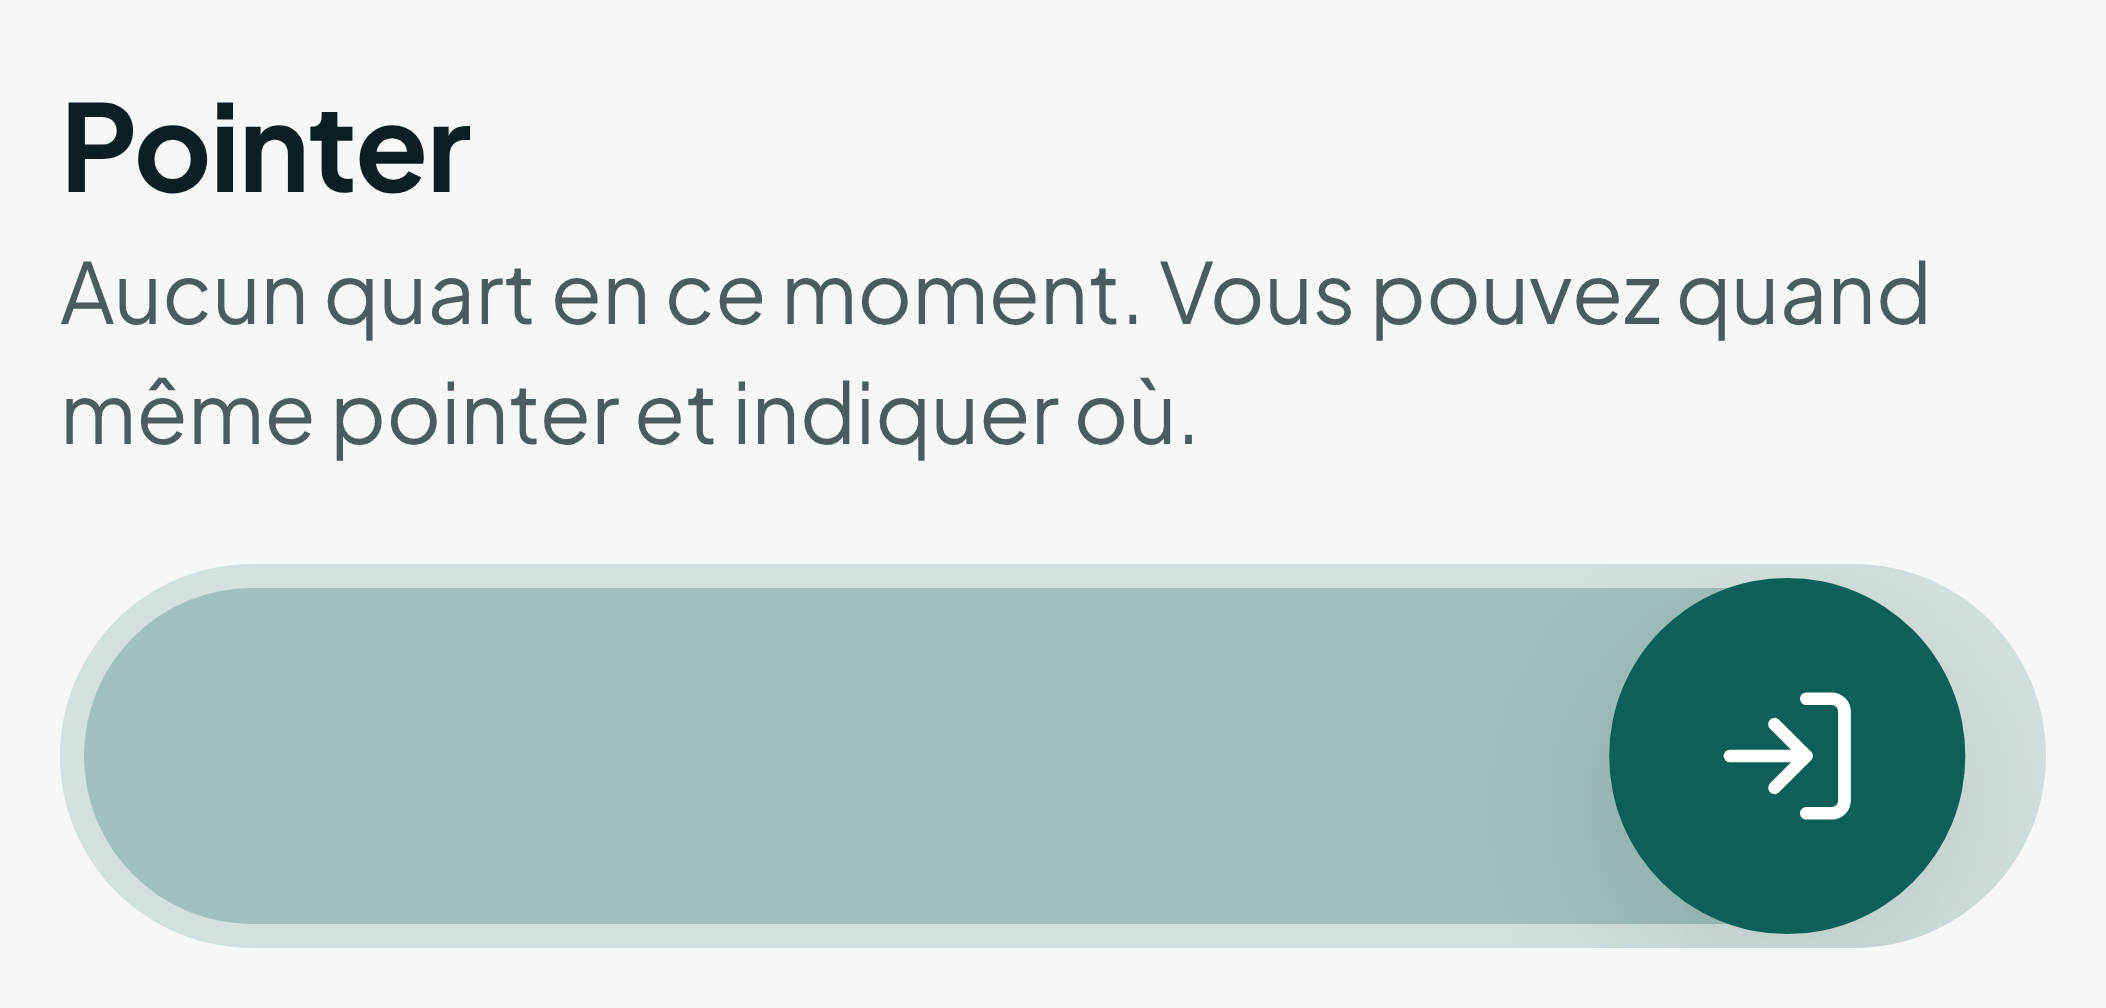 Pointer
Aucun quart en ce moment. Vous pouvez quand
même pointer et indiquer où.